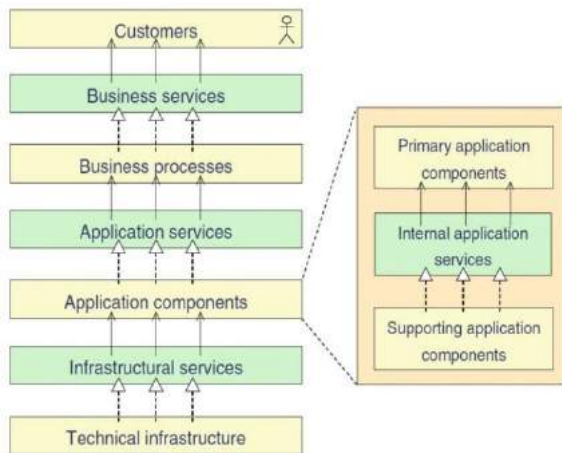 Customers
Business services
Business processes
Application services
Application components
Infrastructural services
Technical infrastructure
Primary application
components
Internal application
services
Supporting application
components